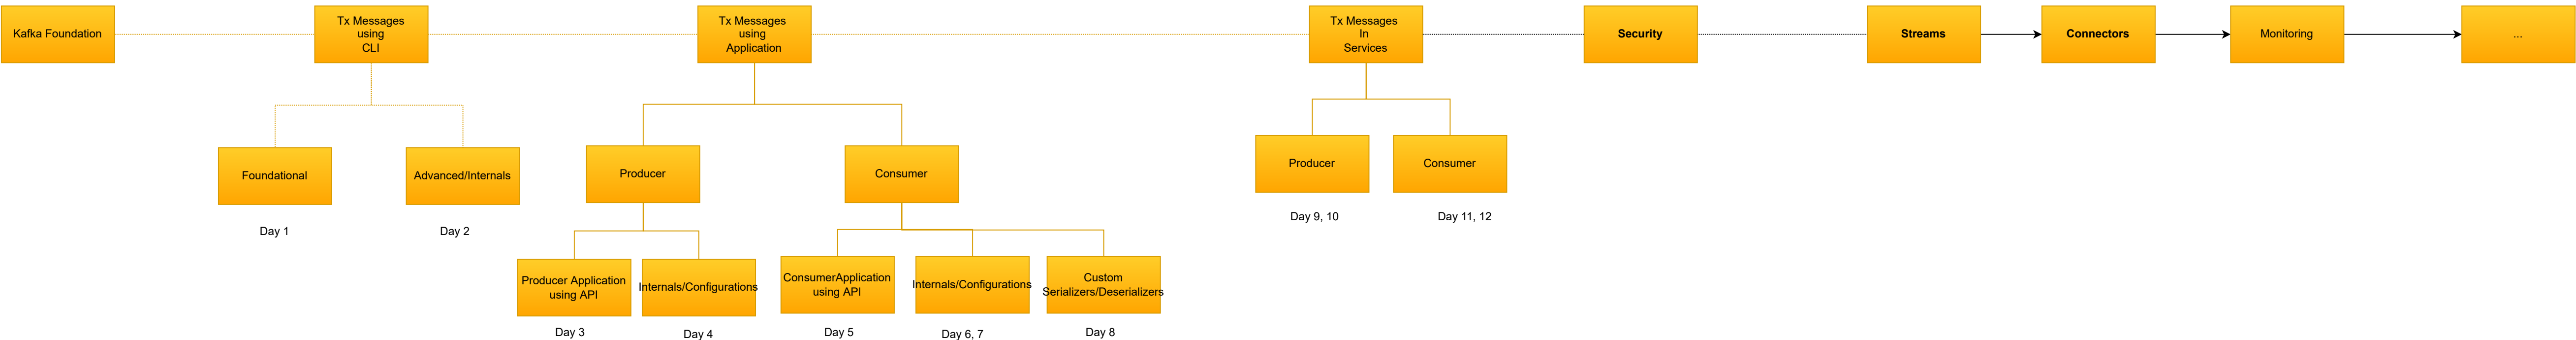 Kafka Foundation
Tx Messages
using
CLI
Tx Messages
using
Application
Tx Messages
In
Services
Security
Streams
Connectors
Monitoring
...
Foundational
Advanced/Internals
Day 1
Day 2
Producer
Consumer
Producer Application
using API
Internals/Configurations
ConsumerApplication
using API
Internals/Configurations
Custom
Serializers/Deserializers
Day 3
Day 4
Day 5
Day 6, 7
Day 8
Producer
Consumer
Day 9, 10
Day 11, 12